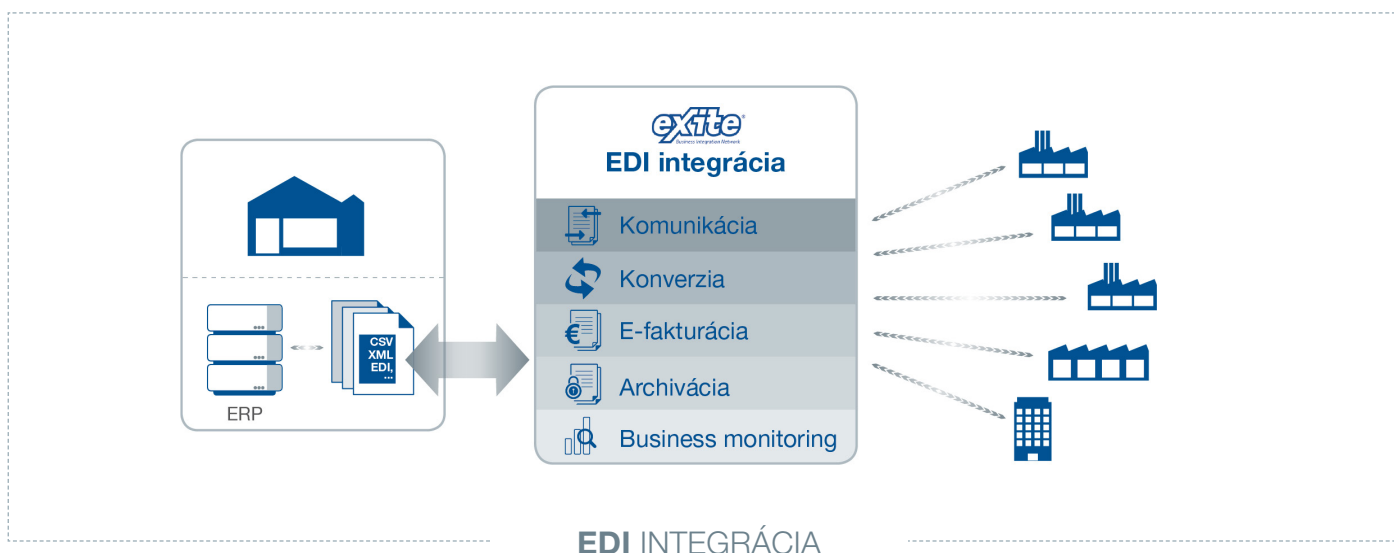 eXite®
Business Integration Network
EDI integrácia
Komunikácia
Konverzia
E-fakturácia
Archivácia
Business monitoring
CSV
XML
EDI,
...
ERP
EDI INTEGRÁCIA